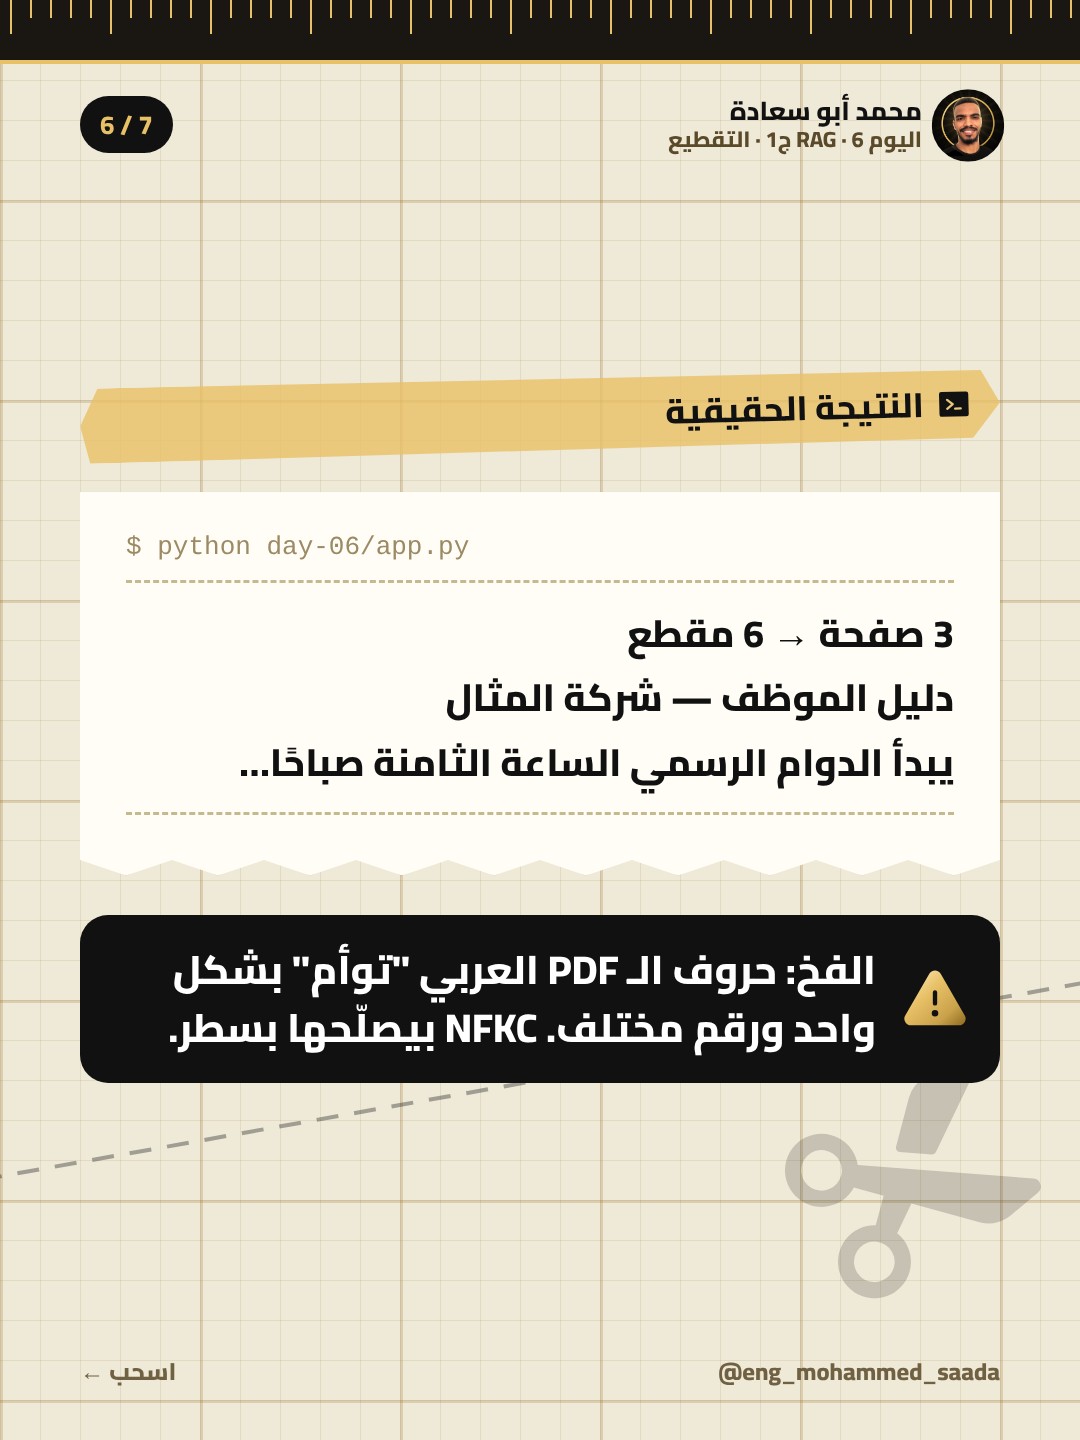 محمد أبو سعادة
اليوم 6 · RAG ج1 · التقطيع
6 / 7
النتيجة الحقيقية
$ python day-06/app.py
3 صفحة → 6 مقطع
دليل الموظف — شركة المثال
يبدأ الدوام الرسمي الساعة الثامنة صباحًا...
الفخ: حروف الـ PDF العربي "توأم" بشكل
واحد ورقم مختلف. NFKC بيصلّحها بسطر.
@eng_mohammed_saada
اسحب ←